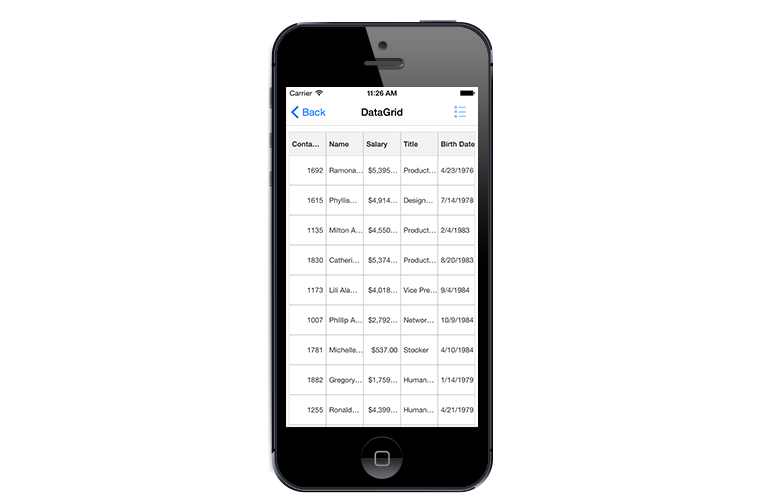 Carrier 11:26 AM
Back DataGrid
Conta... Name Salary Title Birth Date
1692 Ramona... $5,395... Product... 4/23/1976
1615 Phyllis... $4,914... Design... 7/14/1978
1135 Milton A... $4,550... Product... 2/4/1983
1830 Catheri... $5,374... Product... 8/20/1983
1173 Lili Ala... $4,018... Vice Pre... 9/4/1984
1007 Phillip A... $2,792... Networ... 10/9/1984
1781 Michelle... $537.00 Stocker 4/10/1984
1882 Gregory... $1,759... Human... 1/14/1979
1255 Ronald... $4,399... Human... 4/21/1979